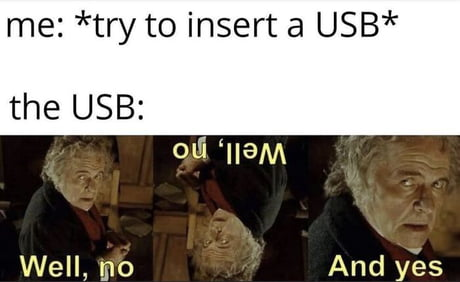 me: *try to insert a USB*
the USB:
Well, no
Well, no
And yes